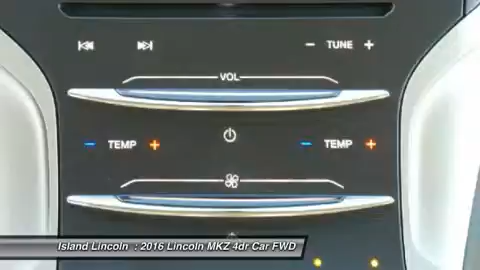 − TUNE +
VOL
− TEMP +
− TEMP +
Island Lincoln : 2016 Lincoln MKZ 4dr Car FWD